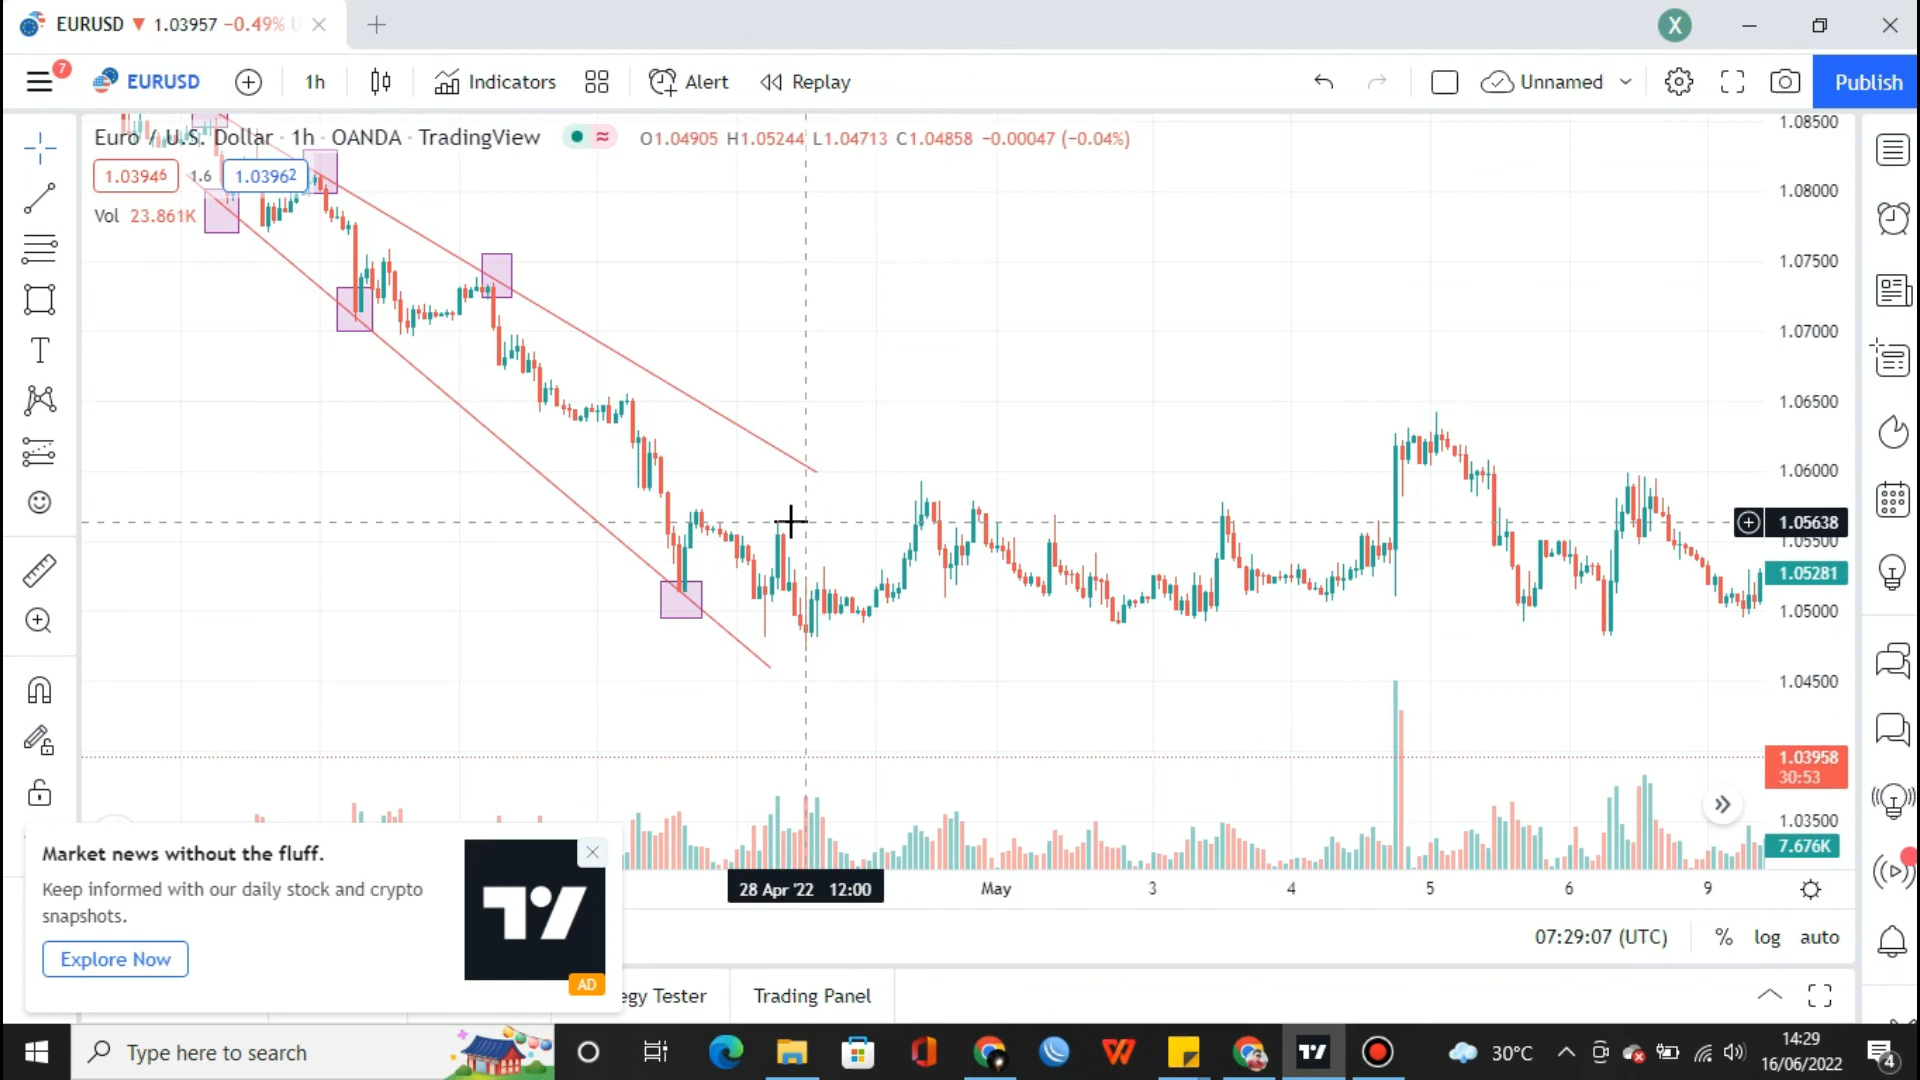 EURUSD ▼ 1.03957 −0.49%
X
7
EURUSD
1h
Indicators
Alert
Replay
Unnamed
Publish
Euro / U.S. Dollar · 1h · OANDA · TradingView
O1.04905 H1.05244 L1.04713 C1.04858 −0.00047 (−0.04%)
1.03946 1.6 1.03962
Vol 23.861K
1.08500
1.08000
1.07500
1.07000
1.06500
1.06000
1.05638
1.05500
1.05281
1.05000
1.04500
1.03958
30:53
1.03500
7.676K
28 Apr '22 12:00
May
3
4
5
6
9
Market news without the fluff.
Keep informed with our daily stock and crypto
snapshots.
Explore Now
AD
07:29:07 (UTC)
%
log
auto
egy Tester
Trading Panel
Type here to search
30°C
14:29
16/06/2022
4